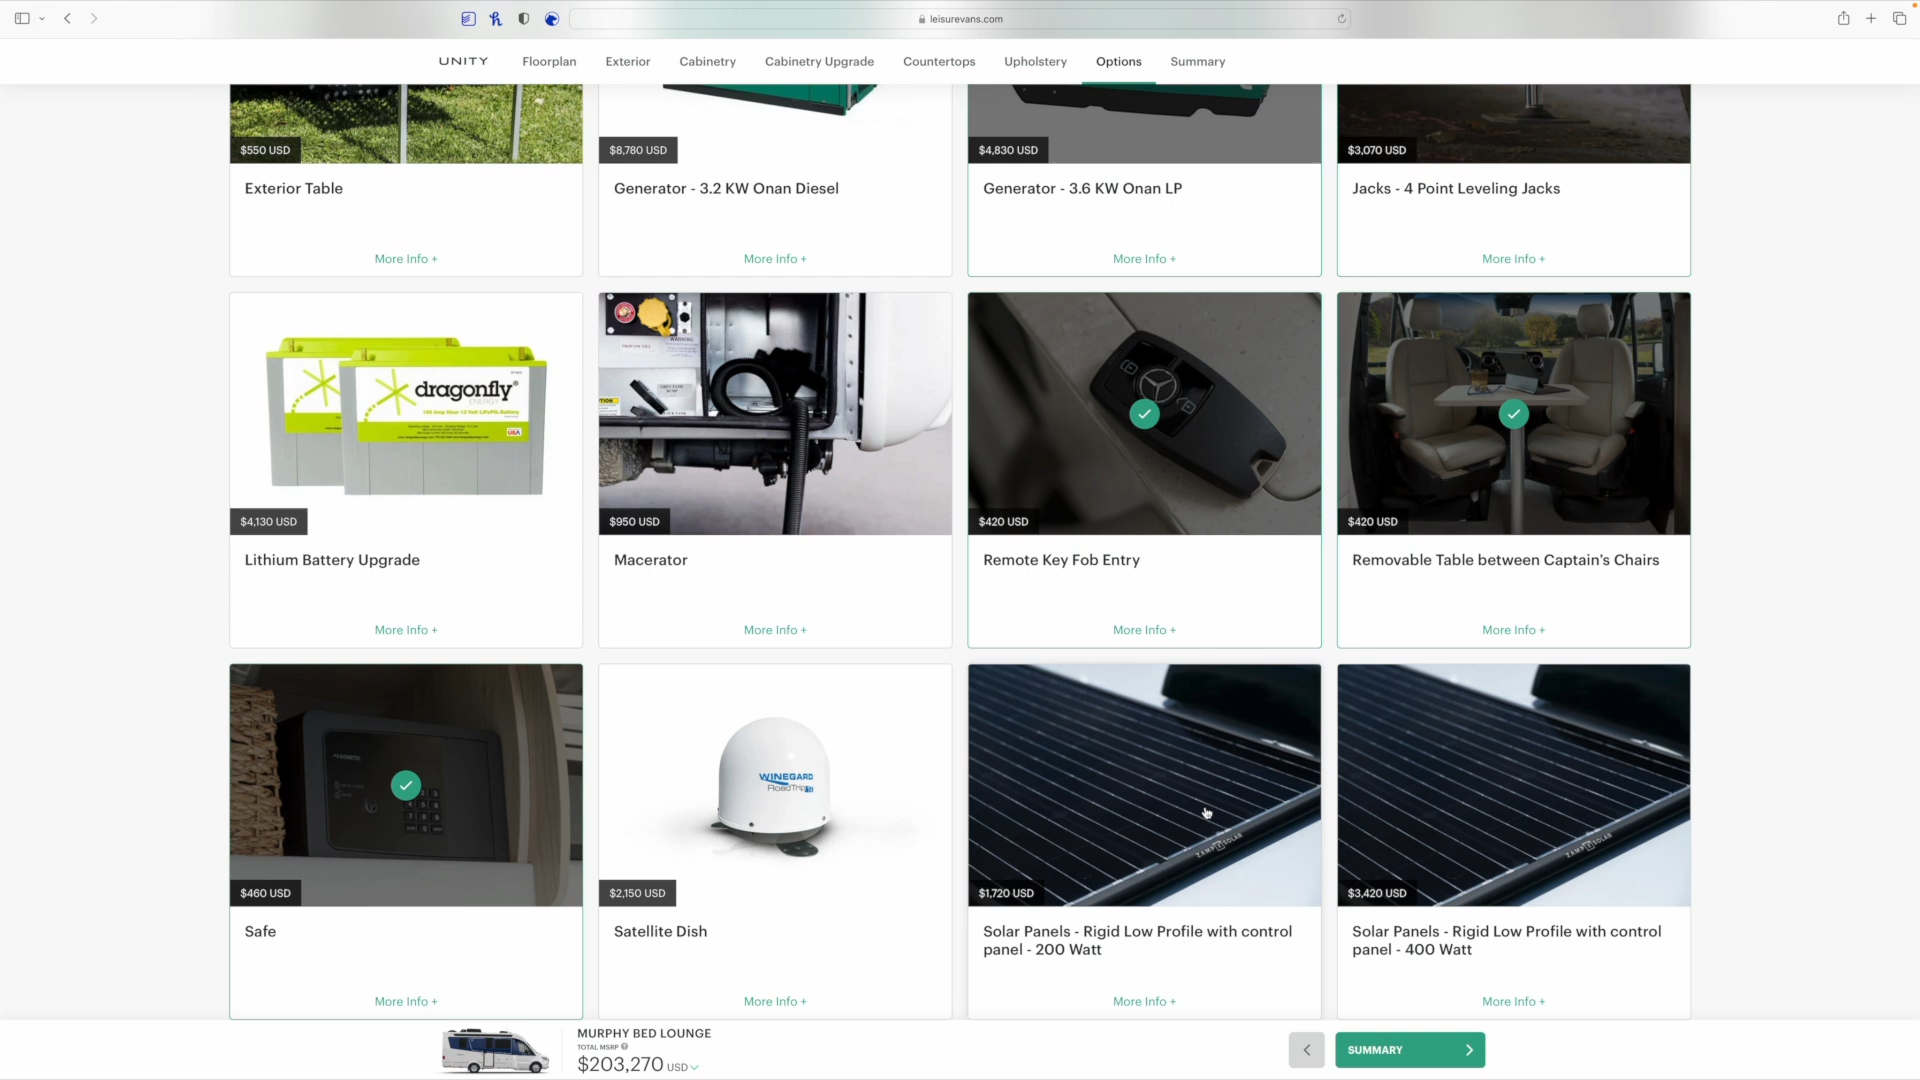 leisurevans.com
UNITY
Floorplan
Exterior
Cabinetry
Cabinetry Upgrade
Countertops
Upholstery
Options
Summary
$550 USD
$8,780 USD
$4,830 USD
$3,070 USD
Exterior Table
Generator - 3.2 KW Onan Diesel
Generator - 3.6 KW Onan LP
Jacks - 4 Point Leveling Jacks
More Info +
More Info +
More Info +
More Info +
dragonfly
ENERGY
$4,130 USD
$950 USD
$420 USD
$420 USD
Lithium Battery Upgrade
Macerator
Remote Key Fob Entry
Removable Table between Captain's Chairs
More Info +
More Info +
More Info +
More Info +
WINEGARD
RoadTrip
ZAMP SOLAR
ZAMP SOLAR
$460 USD
$2,150 USD
$1,720 USD
$3,420 USD
Safe
Satellite Dish
Solar Panels - Rigid Low Profile with control
panel - 200 Watt
Solar Panels - Rigid Low Profile with control
panel - 400 Watt
More Info +
More Info +
More Info +
More Info +
MURPHY BED LOUNGE
TOTAL MSRP
$203,270 USD
SUMMARY